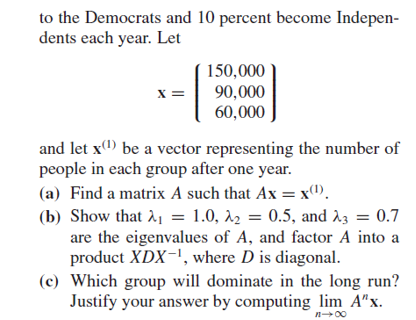 to the Democrats and 10 percent become Indepen-
dents each year. Let
x = [ 150,000
90,000
60,000 ]
and let x(1) be a vector representing the number of
people in each group after one year.
(a) Find a matrix A such that Ax = x(1).
(b) Show that λ1 = 1.0, λ2 = 0.5, and λ3 = 0.7
are the eigenvalues of A, and factor A into a
product XDX−1, where D is diagonal.
(c) Which group will dominate in the long run?
Justify your answer by computing lim Anx.
n→∞